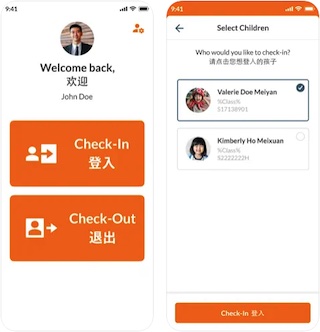 9:41
Welcome back,
欢迎
John Doe
Check-In
登入
Check-Out
退出
9:41
Select Children
Who would you like to check-in?
请点击您想登入的孩子
Valerie Doe Meiyan
%Class%
517138901
Kimberly Ho Meixuan
%Class%
S2222222H
Check-In 登入